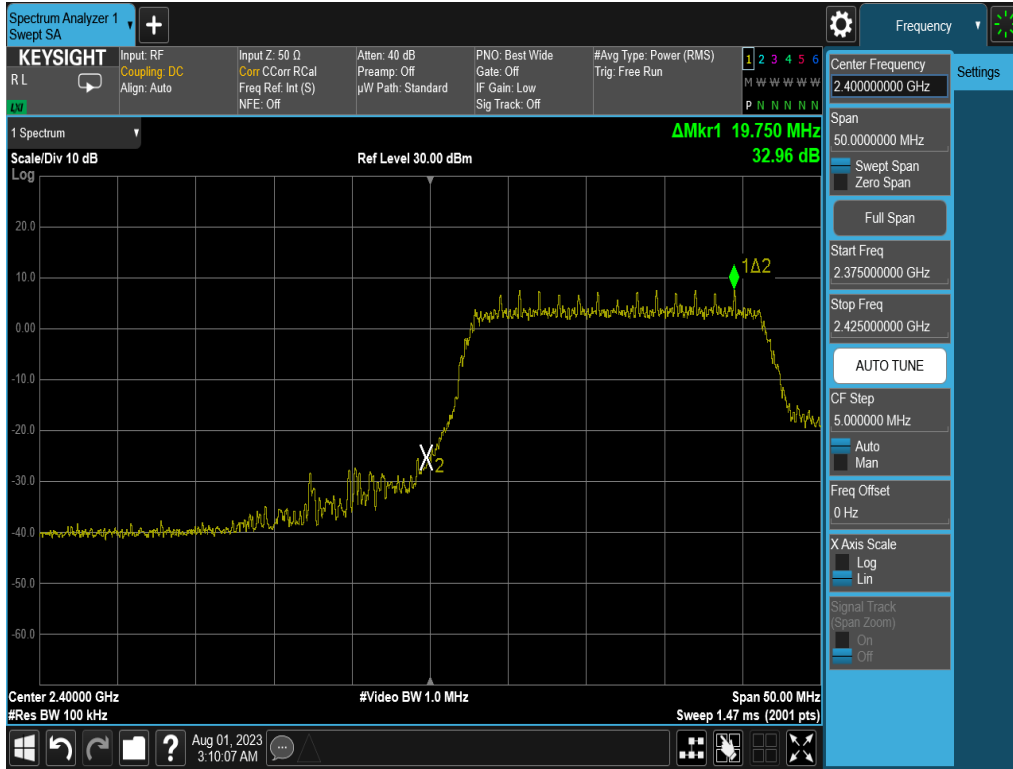 Spectrum Analyzer 1
Swept SA
Frequency
KEYSIGHT
R L
LXI
Input: RF
Coupling: DC
Align: Auto
Input Z: 50 Ω
Corr CCorr RCal
Freq Ref: Int (S)
NFE: Off
Atten: 40 dB
Preamp: Off
µW Path: Standard
PNO: Best Wide
Gate: Off
IF Gain: Low
Sig Track: Off
#Avg Type: Power (RMS)
Trig: Free Run
1 2 3 4 5 6
M W W W W W
P N N N N N
1 Spectrum
Scale/Div 10 dB
Log
Ref Level 30.00 dBm
ΔMkr1 19.750 MHz
32.96 dB
20.0
10.0
0.00
-10.0
-20.0
-30.0
-40.0
-50.0
-60.0
1Δ2
2
Center 2.40000 GHz
#Res BW 100 kHz
#Video BW 1.0 MHz
Span 50.00 MHz
Sweep 1.47 ms (2001 pts)
Center Frequency
2.400000000 GHz
Settings
Span
50.0000000 MHz
Swept Span
Zero Span
Full Span
Start Freq
2.375000000 GHz
Stop Freq
2.425000000 GHz
AUTO TUNE
CF Step
5.000000 MHz
Auto
Man
Freq Offset
0 Hz
X Axis Scale
Log
Lin
Signal Track
(Span Zoom)
On
Off
?
Aug 01, 2023
3:10:07 AM